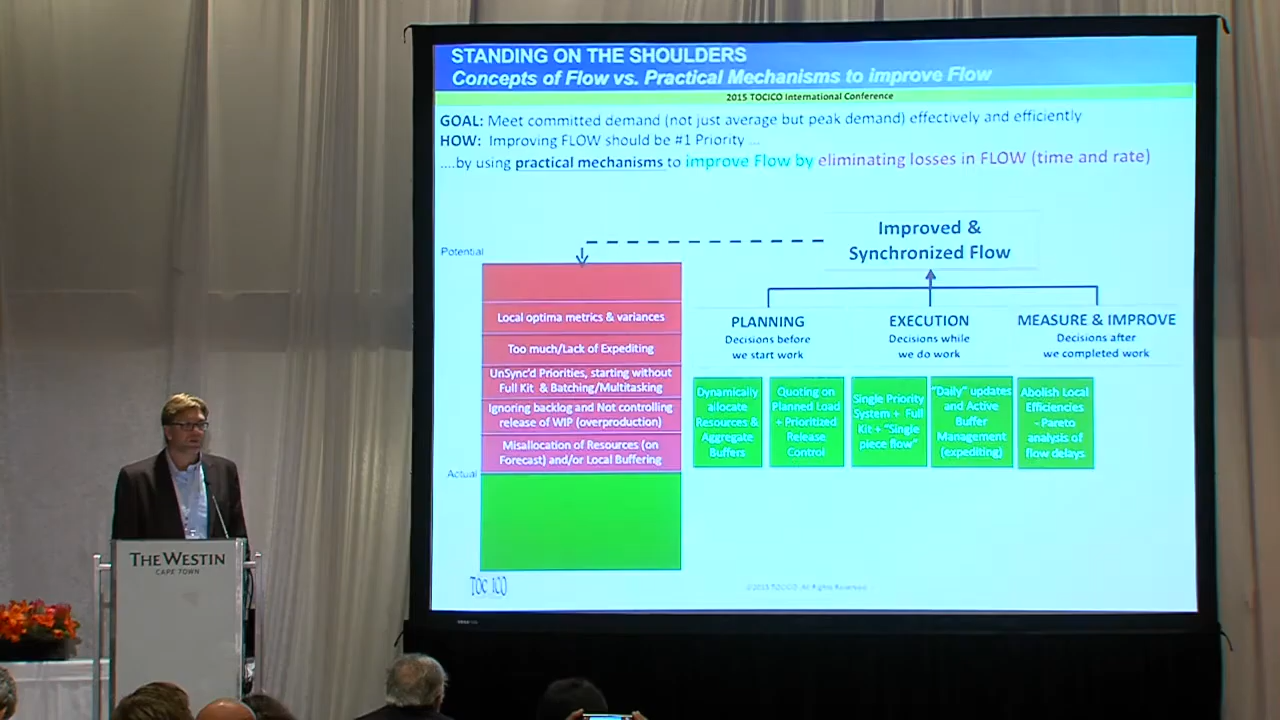 STANDING ON THE SHOULDERS
Concepts of Flow vs. Practical Mechanisms to improve Flow
2015 TOCICO International Conference
GOAL: Meet committed demand (not just average but peak demand) effectively and efficiently
HOW: Improving FLOW should be #1 Priority ...
....by using practical mechanisms to improve Flow by eliminating losses in FLOW (time and rate)
Improved &
Synchronized Flow
Potential
Local optima metrics & variances
Too much/Lack of Expediting
UnSync'd Priorities, starting without
Full Kit & Batching/Multitasking
Ignoring backlog and Not controlling
release of WIP (overproduction)
Misallocation of Resources (on
Forecast) and/or Local Buffering
Actual
PLANNING
Decisions before
we start work
EXECUTION
Decisions while
we do work
MEASURE & IMPROVE
Decisions after
we completed work
Dynamically
allocate
Resources &
Aggregate
Buffers
Quoting on
Planned Load
+ Prioritized
Release
Control
Single Priority
System + Full
Kit + "Single
piece flow"
"Daily" updates
and Active
Buffer
Management
(expediting)
Abolish Local
Efficiencies
- Pareto
analysis of
flow delays
TOC ICO
©2015 TOCICO. All Rights Reserved.
THE WESTIN
CAPE TOWN